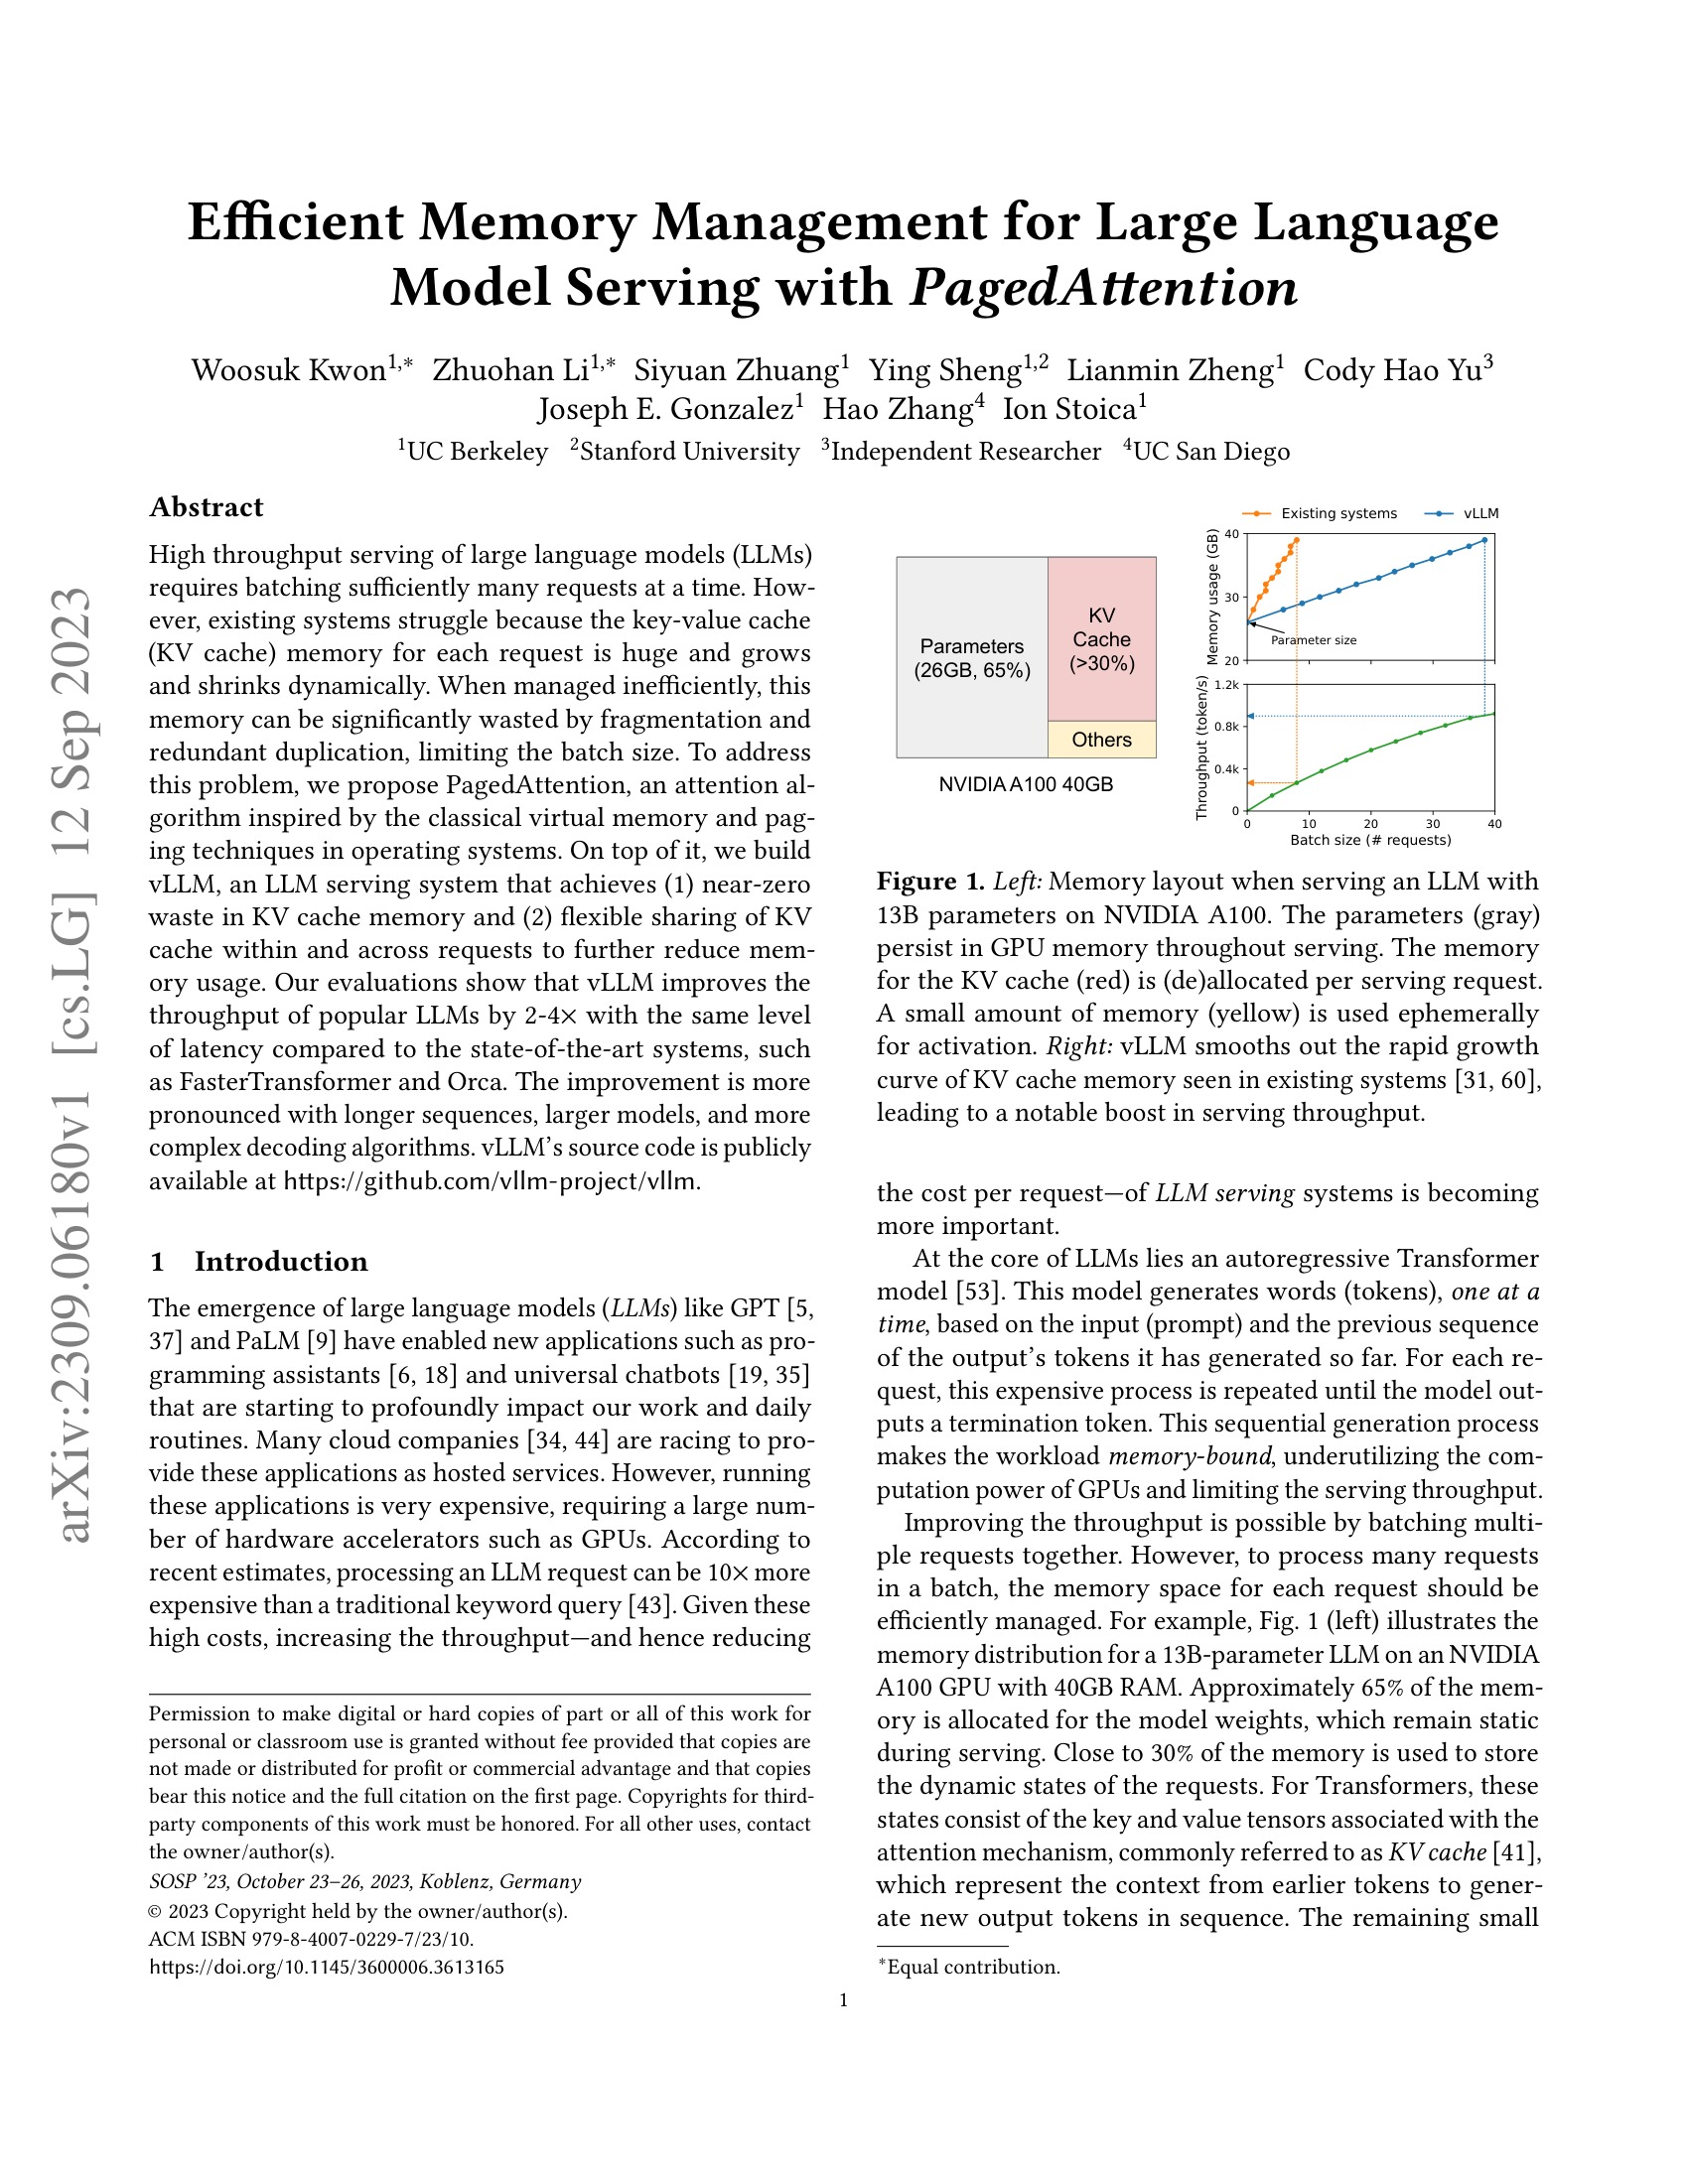 arXiv:2309.06180v1 [cs.LG] 12 Sep 2023
Efficient Memory Management for Large Language
Model Serving with PagedAttention
Woosuk Kwon1,* Zhuohan Li1,* Siyuan Zhuang1 Ying Sheng1,2 Lianmin Zheng1 Cody Hao Yu3
Joseph E. Gonzalez1 Hao Zhang4 Ion Stoica1
1UC Berkeley 2Stanford University 3Independent Researcher 4UC San Diego
Abstract
High throughput serving of large language models (LLMs)
requires batching sufficiently many requests at a time. How-
ever, existing systems struggle because the key-value cache
(KV cache) memory for each request is huge and grows
and shrinks dynamically. When managed inefficiently, this
memory can be significantly wasted by fragmentation and
redundant duplication, limiting the batch size. To address
this problem, we propose PagedAttention, an attention al-
gorithm inspired by the classical virtual memory and pag-
ing techniques in operating systems. On top of it, we build
vLLM, an LLM serving system that achieves (1) near-zero
waste in KV cache memory and (2) flexible sharing of KV
cache within and across requests to further reduce mem-
ory usage. Our evaluations show that vLLM improves the
throughput of popular LLMs by 2-4× with the same level
of latency compared to the state-of-the-art systems, such
as FasterTransformer and Orca. The improvement is more
pronounced with longer sequences, larger models, and more
complex decoding algorithms. vLLM's source code is publicly
available at https://github.com/vllm-project/vllm.
1 Introduction
The emergence of large language models (LLMs) like GPT [5,
37] and PaLM [9] have enabled new applications such as pro-
gramming assistants [6, 18] and universal chatbots [19, 35]
that are starting to profoundly impact our work and daily
routines. Many cloud companies [34, 44] are racing to pro-
vide these applications as hosted services. However, running
these applications is very expensive, requiring a large num-
ber of hardware accelerators such as GPUs. According to
recent estimates, processing an LLM request can be 10× more
expensive than a traditional keyword query [43]. Given these
high costs, increasing the throughput—and hence reducing
Permission to make digital or hard copies of part or all of this work for
personal or classroom use is granted without fee provided that copies are
not made or distributed for profit or commercial advantage and that copies
bear this notice and the full citation on the first page. Copyrights for third-
party components of this work must be honored. For all other uses, contact
the owner/author(s).
SOSP '23, October 23–26, 2023, Koblenz, Germany
© 2023 Copyright held by the owner/author(s).
ACM ISBN 979-8-4007-0229-7/23/10.
https://doi.org/10.1145/3600006.3613165
Parameters
(26GB, 65%)
KV
Cache
(>30%)
Others
NVIDIA A100 40GB
Existing systems vLLM
Memory usage (GB)
40
30
20
Parameter size
Throughput (token/s)
1.2k
0.8k
0.4k
0
0 10 20 30 40
Batch size (# requests)
Figure 1. Left: Memory layout when serving an LLM with
13B parameters on NVIDIA A100. The parameters (gray)
persist in GPU memory throughout serving. The memory
for the KV cache (red) is (de)allocated per serving request.
A small amount of memory (yellow) is used ephemerally
for activation. Right: vLLM smooths out the rapid growth
curve of KV cache memory seen in existing systems [31, 60],
leading to a notable boost in serving throughput.
the cost per request—of LLM serving systems is becoming
more important.
At the core of LLMs lies an autoregressive Transformer
model [53]. This model generates words (tokens), one at a
time, based on the input (prompt) and the previous sequence
of the output's tokens it has generated so far. For each re-
quest, this expensive process is repeated until the model out-
puts a termination token. This sequential generation process
makes the workload memory-bound, underutilizing the com-
putation power of GPUs and limiting the serving throughput.
Improving the throughput is possible by batching multi-
ple requests together. However, to process many requests
in a batch, the memory space for each request should be
efficiently managed. For example, Fig. 1 (left) illustrates the
memory distribution for a 13B-parameter LLM on an NVIDIA
A100 GPU with 40GB RAM. Approximately 65% of the mem-
ory is allocated for the model weights, which remain static
during serving. Close to 30% of the memory is used to store
the dynamic states of the requests. For Transformers, these
states consist of the key and value tensors associated with the
attention mechanism, commonly referred to as KV cache [41],
which represent the context from earlier tokens to gener-
ate new output tokens in sequence. The remaining small
*Equal contribution.
1